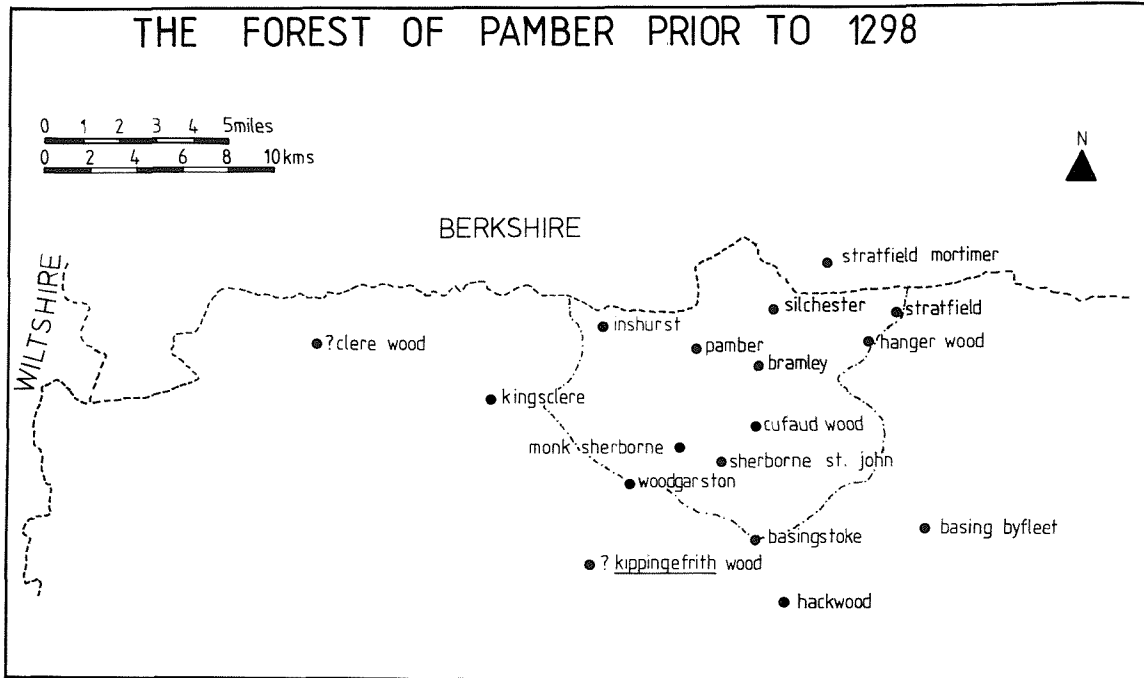 THE FOREST OF PAMBER PRIOR TO 1298
0 1 2 3 4 5miles
0 2 4 6 8 10kms
N
BERKSHIRE
WILTSHIRE
stratfield mortimer
silchester
stratfield
inshurst
?clere wood
pamber
hanger wood
bramley
kingsclere
cufaud wood
monk sherborne
sherborne st. john
woodgarston
basing byfleet
basingstoke
? kippingefrith wood
hackwood